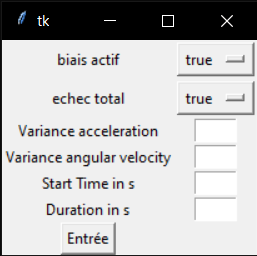 tk
biais actif true
echec total true
Variance acceleration
Variance angular velocity
Start Time in s
Duration in s
Entrée